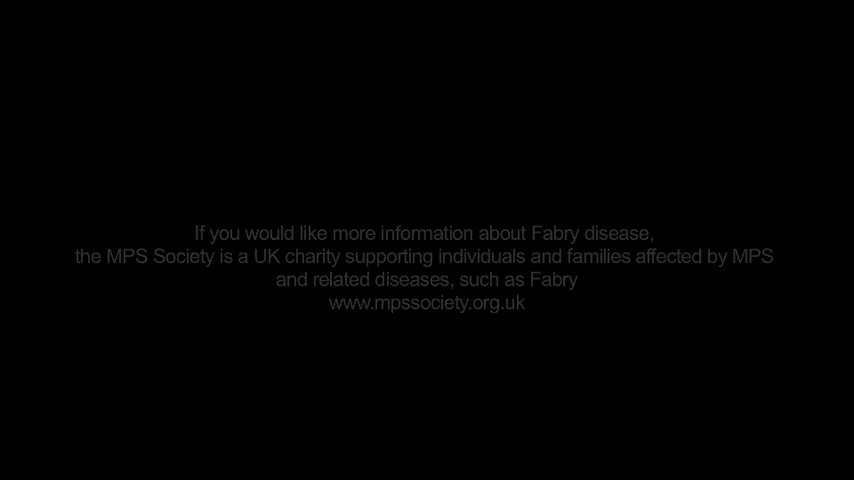 If you would like more information about Fabry disease,
the MPS Society is a UK charity supporting individuals and families affected by MPS
and related diseases, such as Fabry
www.mpssociety.org.uk